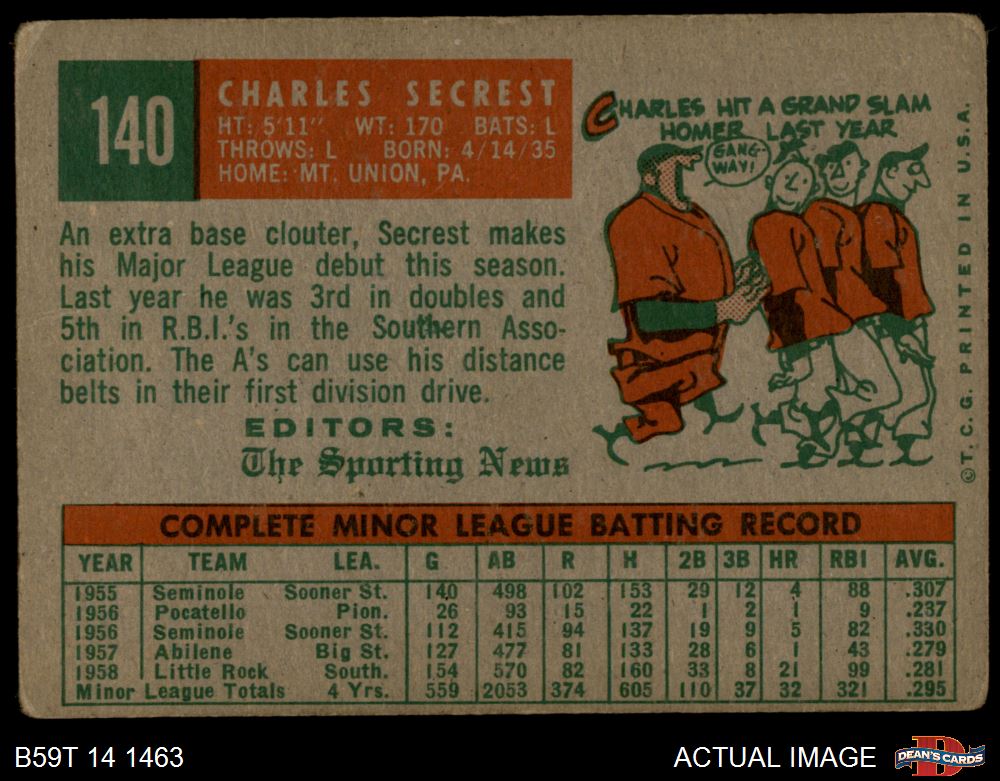 140
CHARLES SECREST
HT: 5'11" WT: 170 BATS: L
THROWS: L BORN: 4/14/35
HOME: MT. UNION, PA.
An extra base clouter, Secrest makes
his Major League debut this season.
Last year he was 3rd in doubles and
5th in R.B.I.'s in the Southern Asso-
ciation. The A's can use his distance
belts in their first division drive.
EDITORS:
The Sporting News
CHARLES HIT A GRAND SLAM
HOMER LAST YEAR
GANG-
WAY!
© T. C. G. PRINTED IN U.S.A.
COMPLETE MINOR LEAGUE BATTING RECORD
YEAR TEAM LEA. G AB R H 2B 3B HR RBI AVG.
1955 Seminole Sooner St. 140 498 102 153 29 12 4 88 .307
1956 Pocatello Pion. 26 93 15 22 1 2 1 9 .237
1956 Seminole Sooner St. 112 415 94 137 19 9 5 82 .330
1957 Abilene Big St. 127 477 81 133 28 6 1 43 .279
1958 Little Rock South. 154 570 82 160 33 8 21 99 .281
Minor League Totals 4 Yrs. 559 2053 374 605 110 37 32 321 .295
B59T 14 1463
ACTUAL IMAGE
D
DEAN'S CARDS